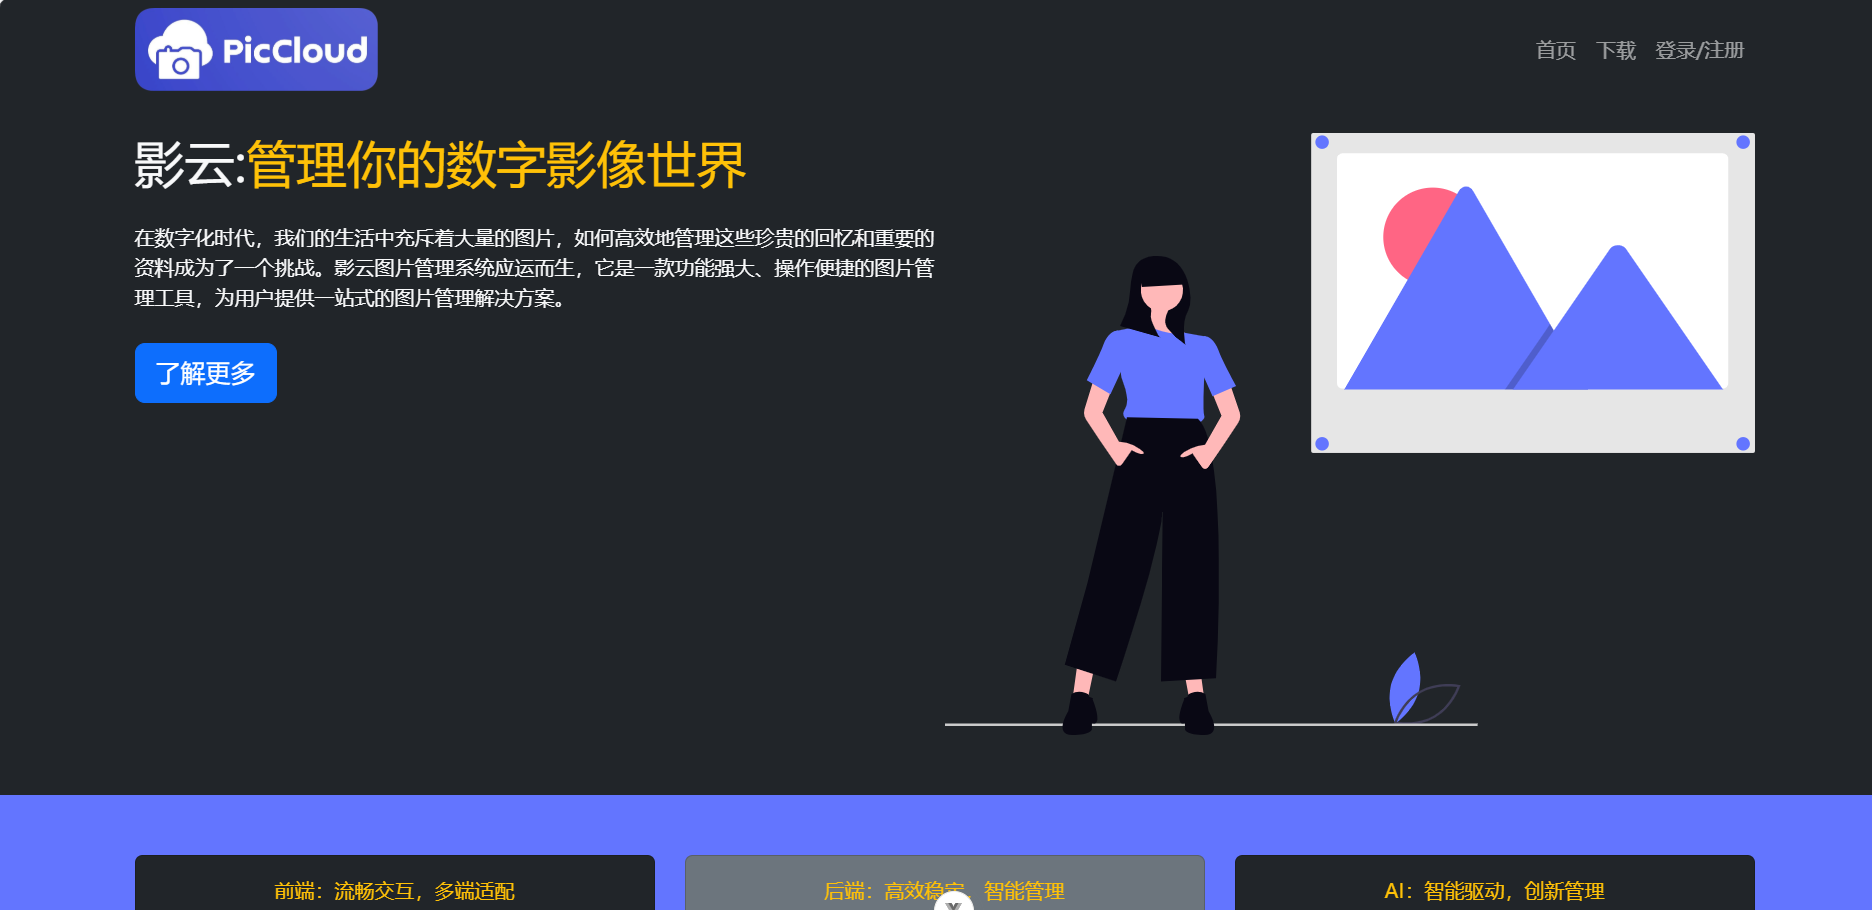 PicCloud
首页 下载 登录/注册
影云:管理你的数字影像世界
在数字化时代，我们的生活中充斥着大量的图片，如何高效地管理这些珍贵的回忆和重要的
资料成为了一个挑战。影云图片管理系统应运而生，它是一款功能强大、操作便捷的图片管
理工具，为用户提供一站式的图片管理解决方案。
了解更多
前端：流畅交互，多端适配
后端：高效稳定，智能管理
AI：智能驱动，创新管理